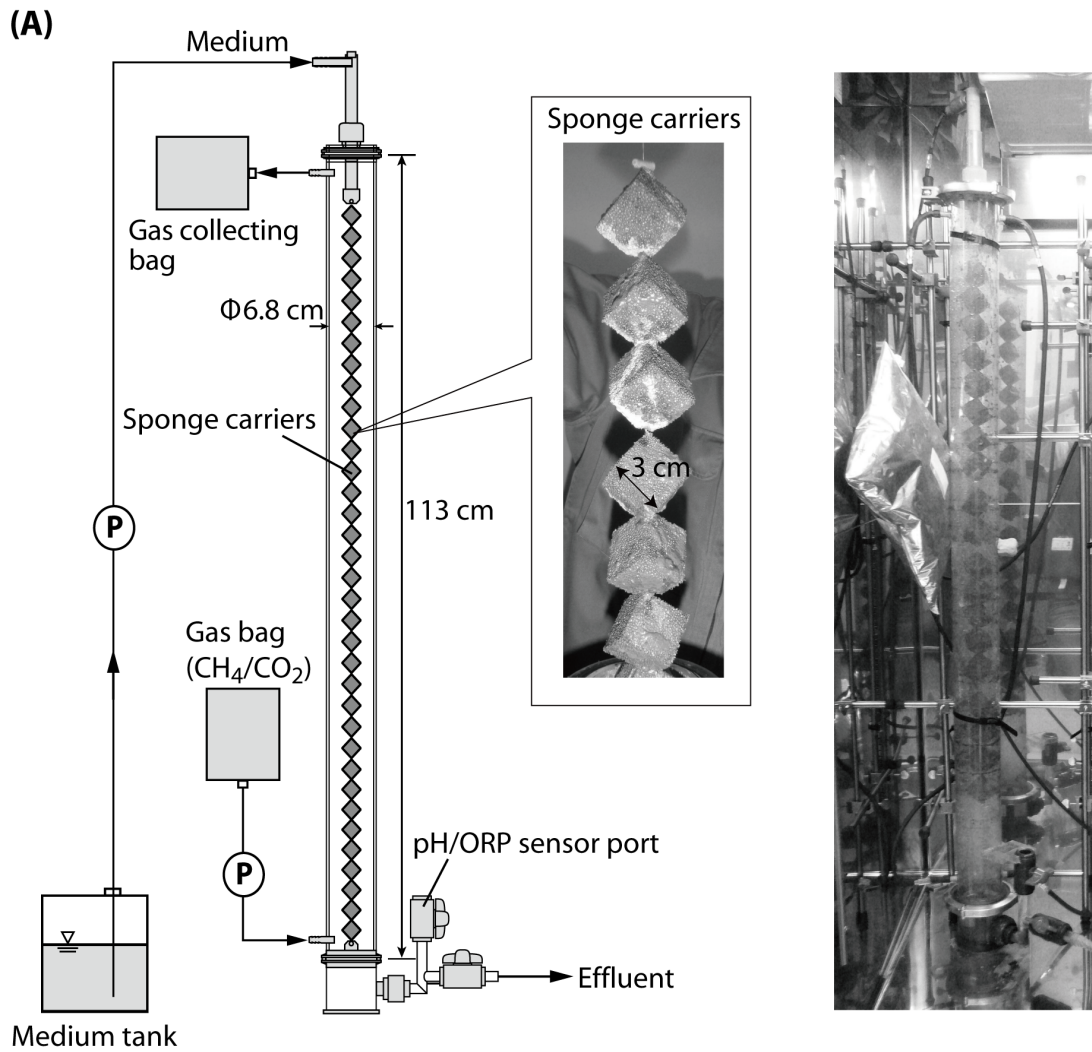 (A)
Medium
Sponge carriers
Gas collecting
bag
Φ6.8 cm
Sponge carriers
3 cm
113 cm
P
Gas bag
(CH₄/CO₂)
P
pH/ORP sensor port
Effluent
Medium tank